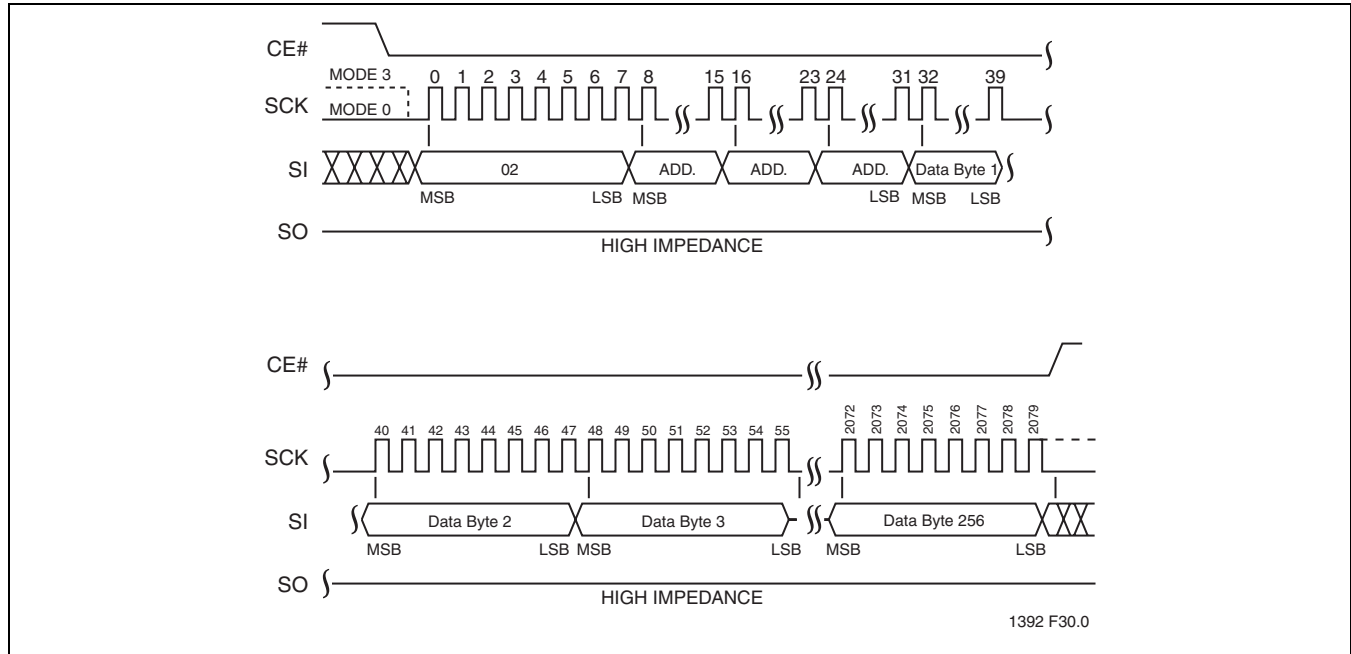 CE#
MODE 3
0 1 2 3 4 5 6 7 8 15 16 23 24 31 32 39
SCK
MODE 0
SI 02 ADD. ADD. ADD. Data Byte 1
MSB LSB MSB LSB MSB LSB
SO
HIGH IMPEDANCE
CE#
40 41 42 43 44 45 46 47 48 49 50 51 52 53 54 55 2072 2073 2074 2075 2076 2077 2078 2079
SCK
SI Data Byte 2 Data Byte 3 Data Byte 256
MSB LSB MSB LSB MSB LSB
SO
HIGH IMPEDANCE
1392 F30.0